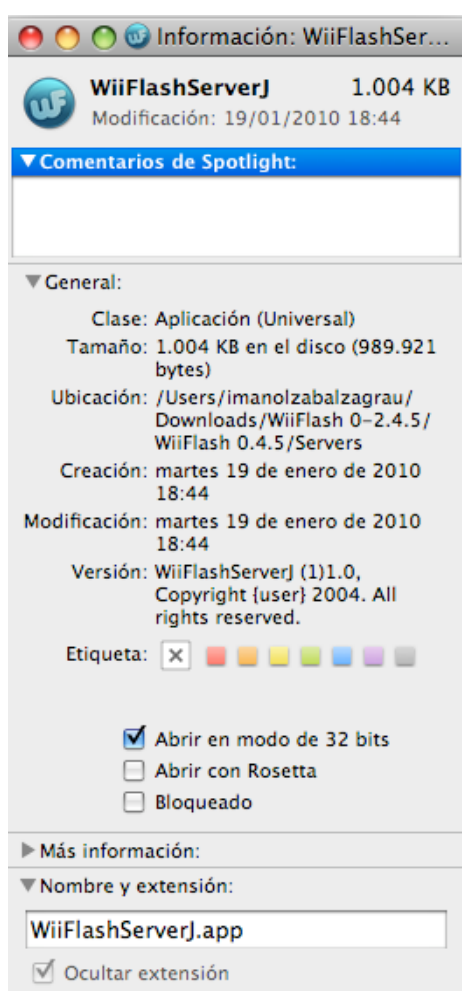 Información: WiiFlashSer...
WiiFlashServerJ 1.004 KB
Modificación: 19/01/2010 18:44
Comentarios de Spotlight:
General:
Clase: Aplicación (Universal)
Tamaño: 1.004 KB en el disco (989.921
bytes)
Ubicación: /Users/imanolzabalzagrau/
Downloads/WiiFlash 0-2.4.5/
WiiFlash 0.4.5/Servers
Creación: martes 19 de enero de 2010
18:44
Modificación: martes 19 de enero de 2010
18:44
Versión: WiiFlashServerJ (1)1.0,
Copyright {user} 2004. All
rights reserved.
Etiqueta:
Abrir en modo de 32 bits
Abrir con Rosetta
Bloqueado
Más información:
Nombre y extensión:
WiiFlashServerJ.app
Ocultar extensión